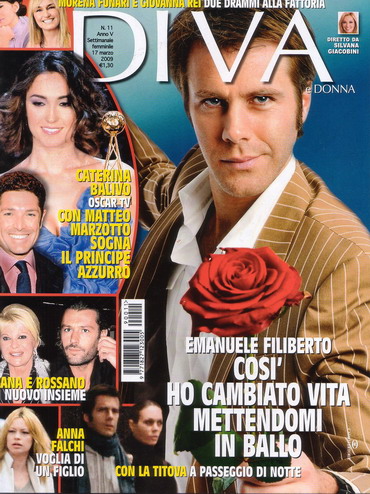 MORENA FUNARI E GIOVANNA REI DUE DRAMMI ALLA FATTORIA
N. 11
Anno V
Settimanale
femminile
17 marzo
2009
€1,30
DIVA
e DONNA
DIRETTO DA
SILVANA
GIACOBINI
CATERINA
BALIVO
OSCAR TV
CON MATTEO
MARZOTTO
SOGNA
IL PRINCIPE
AZZURRO
EMANUELE FILIBERTO
COSI'
HO CAMBIATO VITA
METTENDOMI
IN BALLO
ANA E ROSSANO
NUOVO INSIEME
ANNA
FALCHI
VOGLIA DI
UN FIGLIO
CON LA TITOVA A PASSEGGIO DI NOTTE